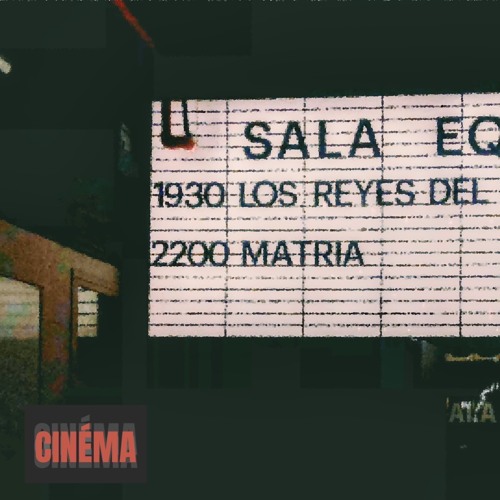 SALA EQ
1930 LOS REYES DEL
2200 MATRIA
CINÉMA